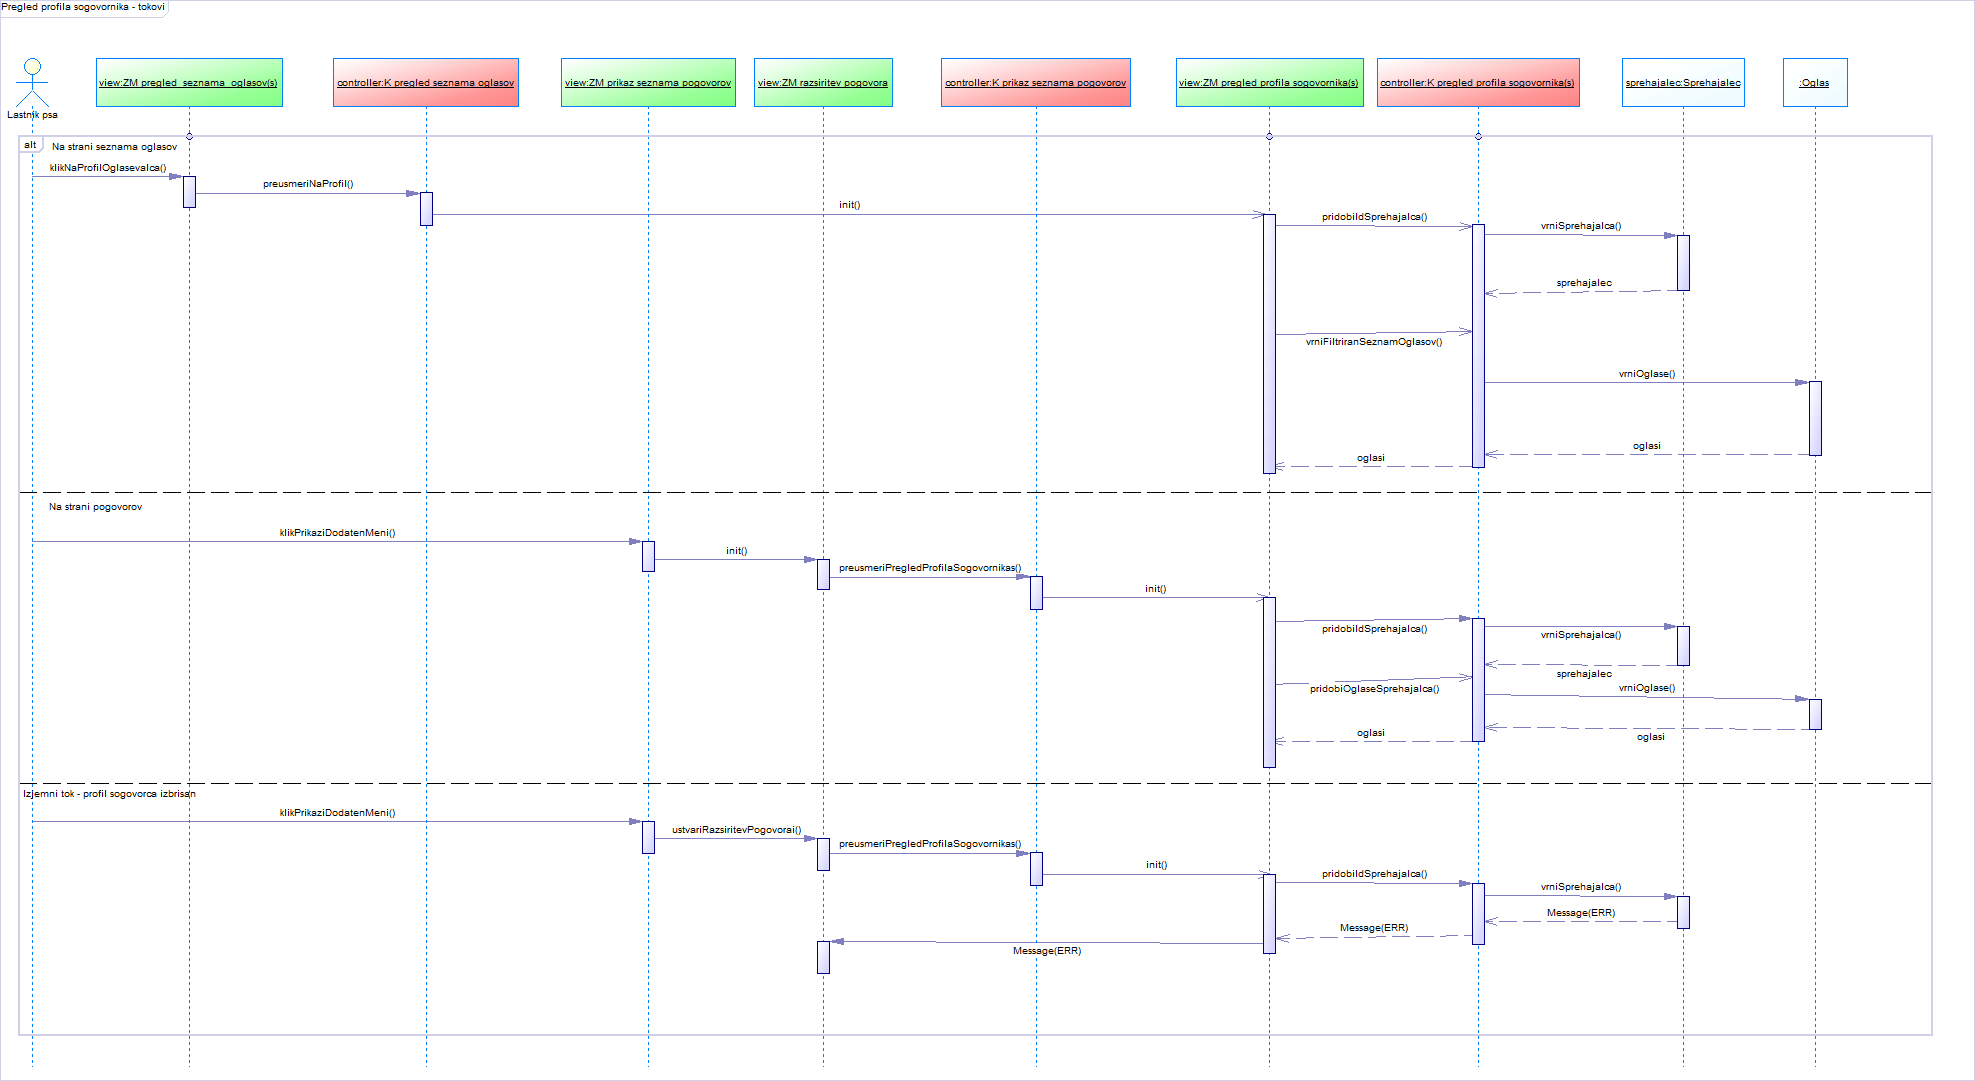 Pregled profila sogovornika - tokovi
view:ZM pregled_seznama_oglasov(s)
controller:K pregled seznama oglasov
view:ZM prikaz seznama pogovorov
view:ZM razsiritev pogovora
controller:K prikaz seznama pogovorov
view:ZM pregled profila sogovornika(s)
controller:K pregled profila sogovornika(s)
sprehajalec:Sprehajalec
:Oglas
Lastnik psa
alt
Na strani seznama oglasov
klikNaProfilOglasevalca()
preusmeriNaProfil()
init()
pridobiIdSprehajalca()
vrniSprehajalca()
sprehajalec
vrniFiltriranSeznamOglasov()
vrniOglase()
oglasi
oglasi
Na strani pogovorov
klikPrikaziDodatenMeni()
init()
preusmeriPregledProfilaSogovornikas()
init()
pridobiIdSprehajalca()
vrniSprehajalca()
sprehajalec
pridobiOglaseSprehajalca()
vrniOglase()
oglasi
oglasi
Izjemni tok - profil sogovorca izbrisan
klikPrikaziDodatenMeni()
ustvariRazsiritevPogovorai()
preusmeriPregledProfilaSogovornikas()
init()
pridobiIdSprehajalca()
vrniSprehajalca()
Message(ERR)
Message(ERR)
Message(ERR)